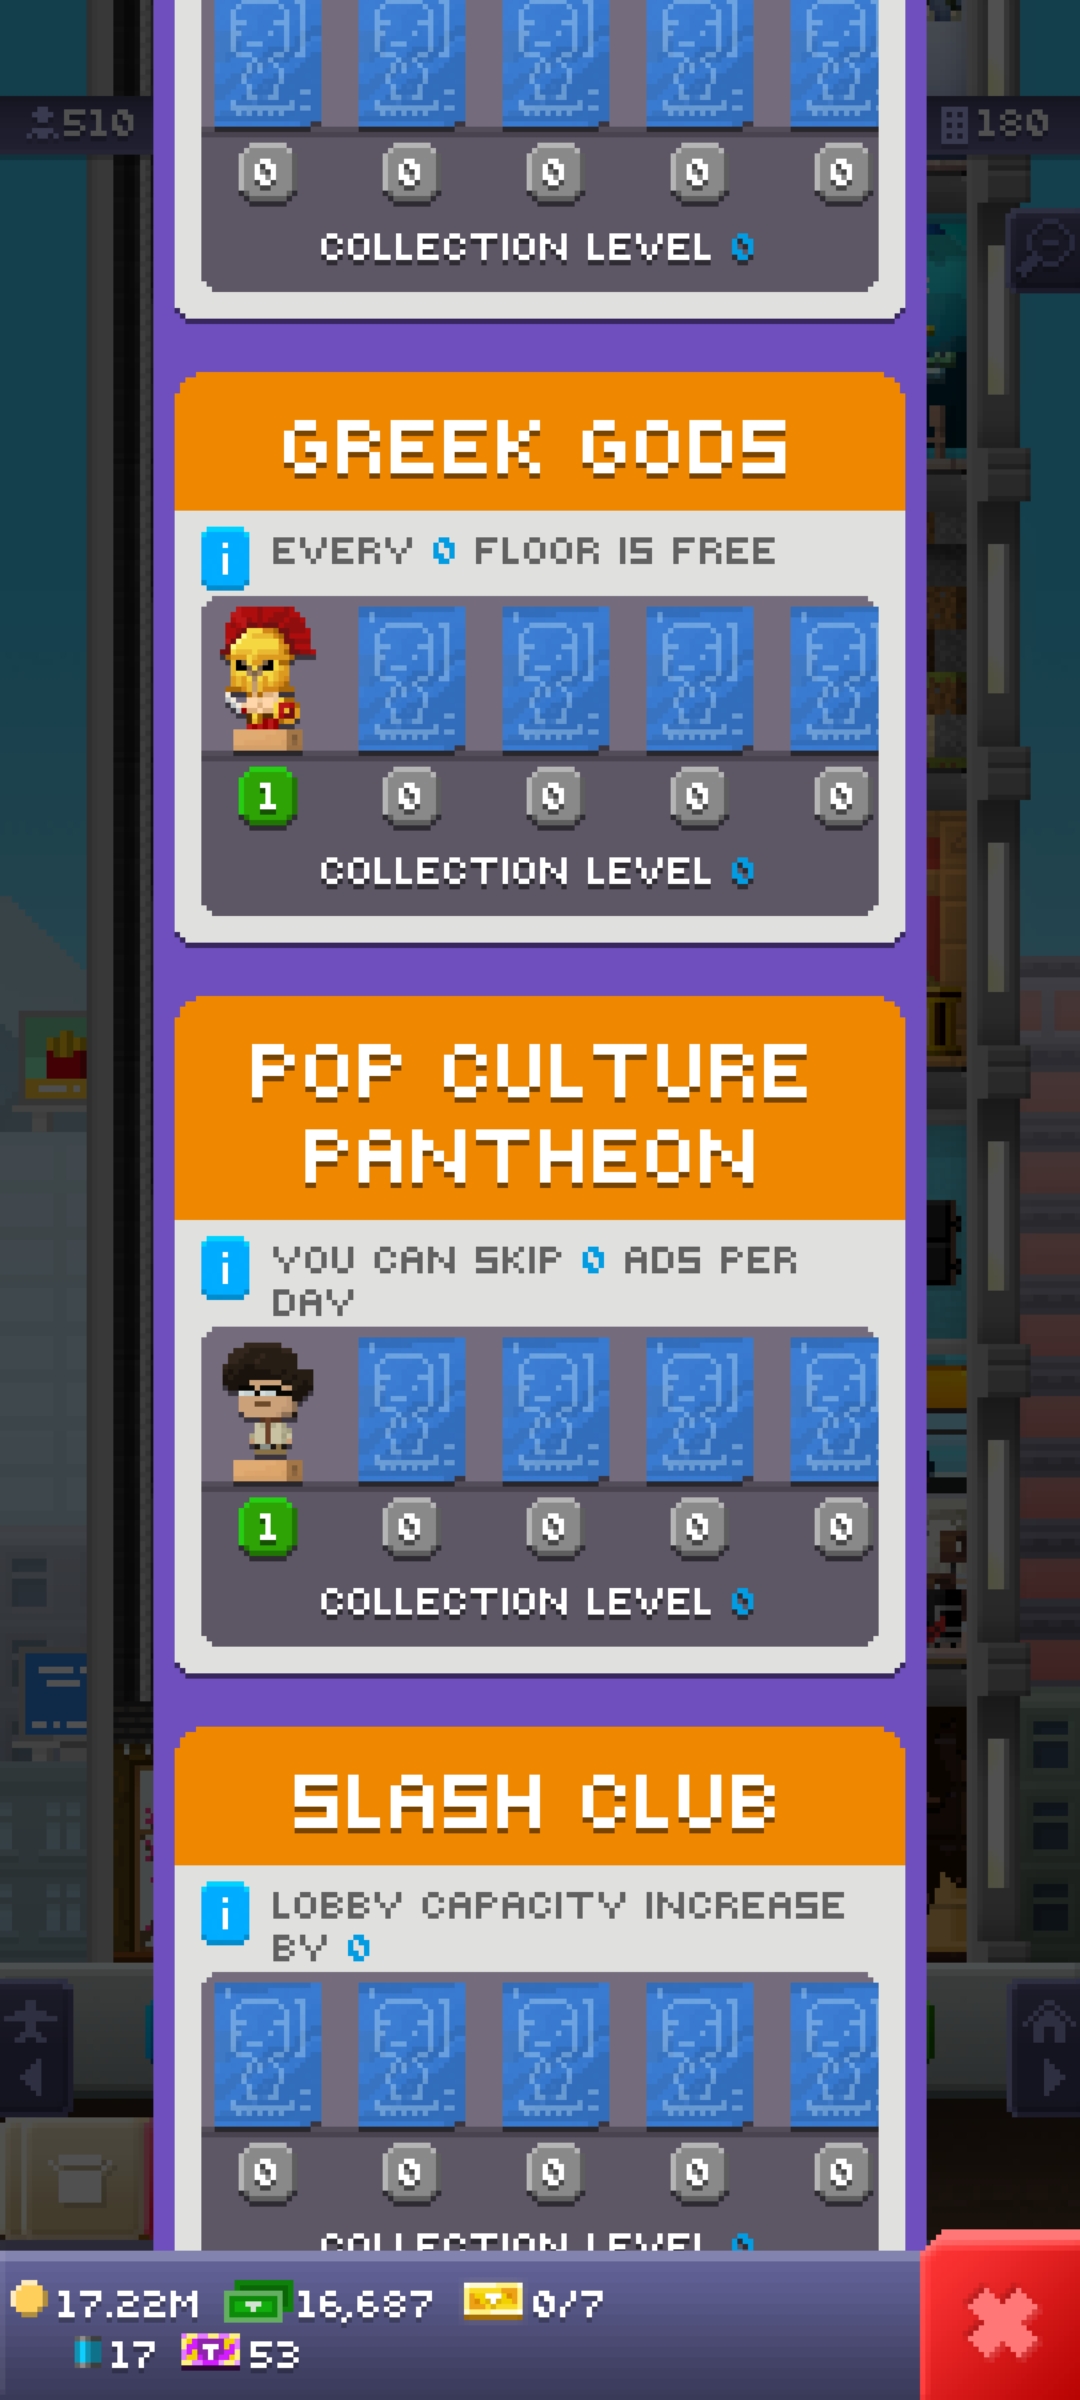 510
180
0 0 0 0 0
COLLECTION LEVEL 0
GREEK GODS
i EVERY 0 FLOOR IS FREE
1 0 0 0 0
COLLECTION LEVEL 0
POP CULTURE
PANTHEON
i YOU CAN SKIP 0 ADS PER
DAY
1 0 0 0 0
COLLECTION LEVEL 0
SLASH CLUB
i LOBBY CAPACITY INCREASE
BY 0
0 0 0 0 0
COLLECTION LEVEL 0
17.22M 16,687 0/7
17 T 53